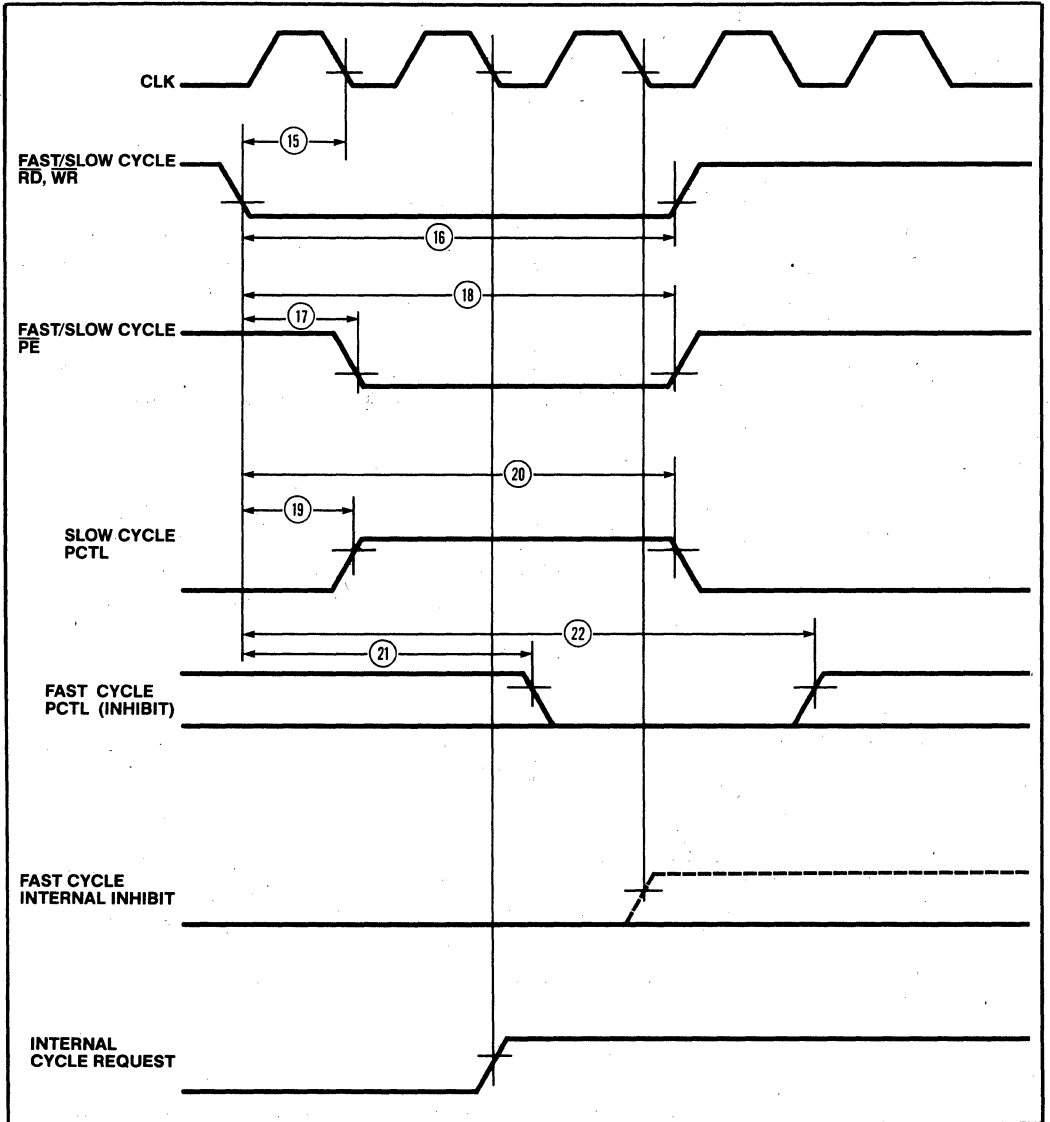 CLK
15
FAST/SLOW CYCLE
RD, WR
16
18
17
FAST/SLOW CYCLE
PE
20
19
SLOW CYCLE
PCTL
22
21
FAST CYCLE
PCTL (INHIBIT)
FAST CYCLE
INTERNAL INHIBIT
INTERNAL
CYCLE REQUEST